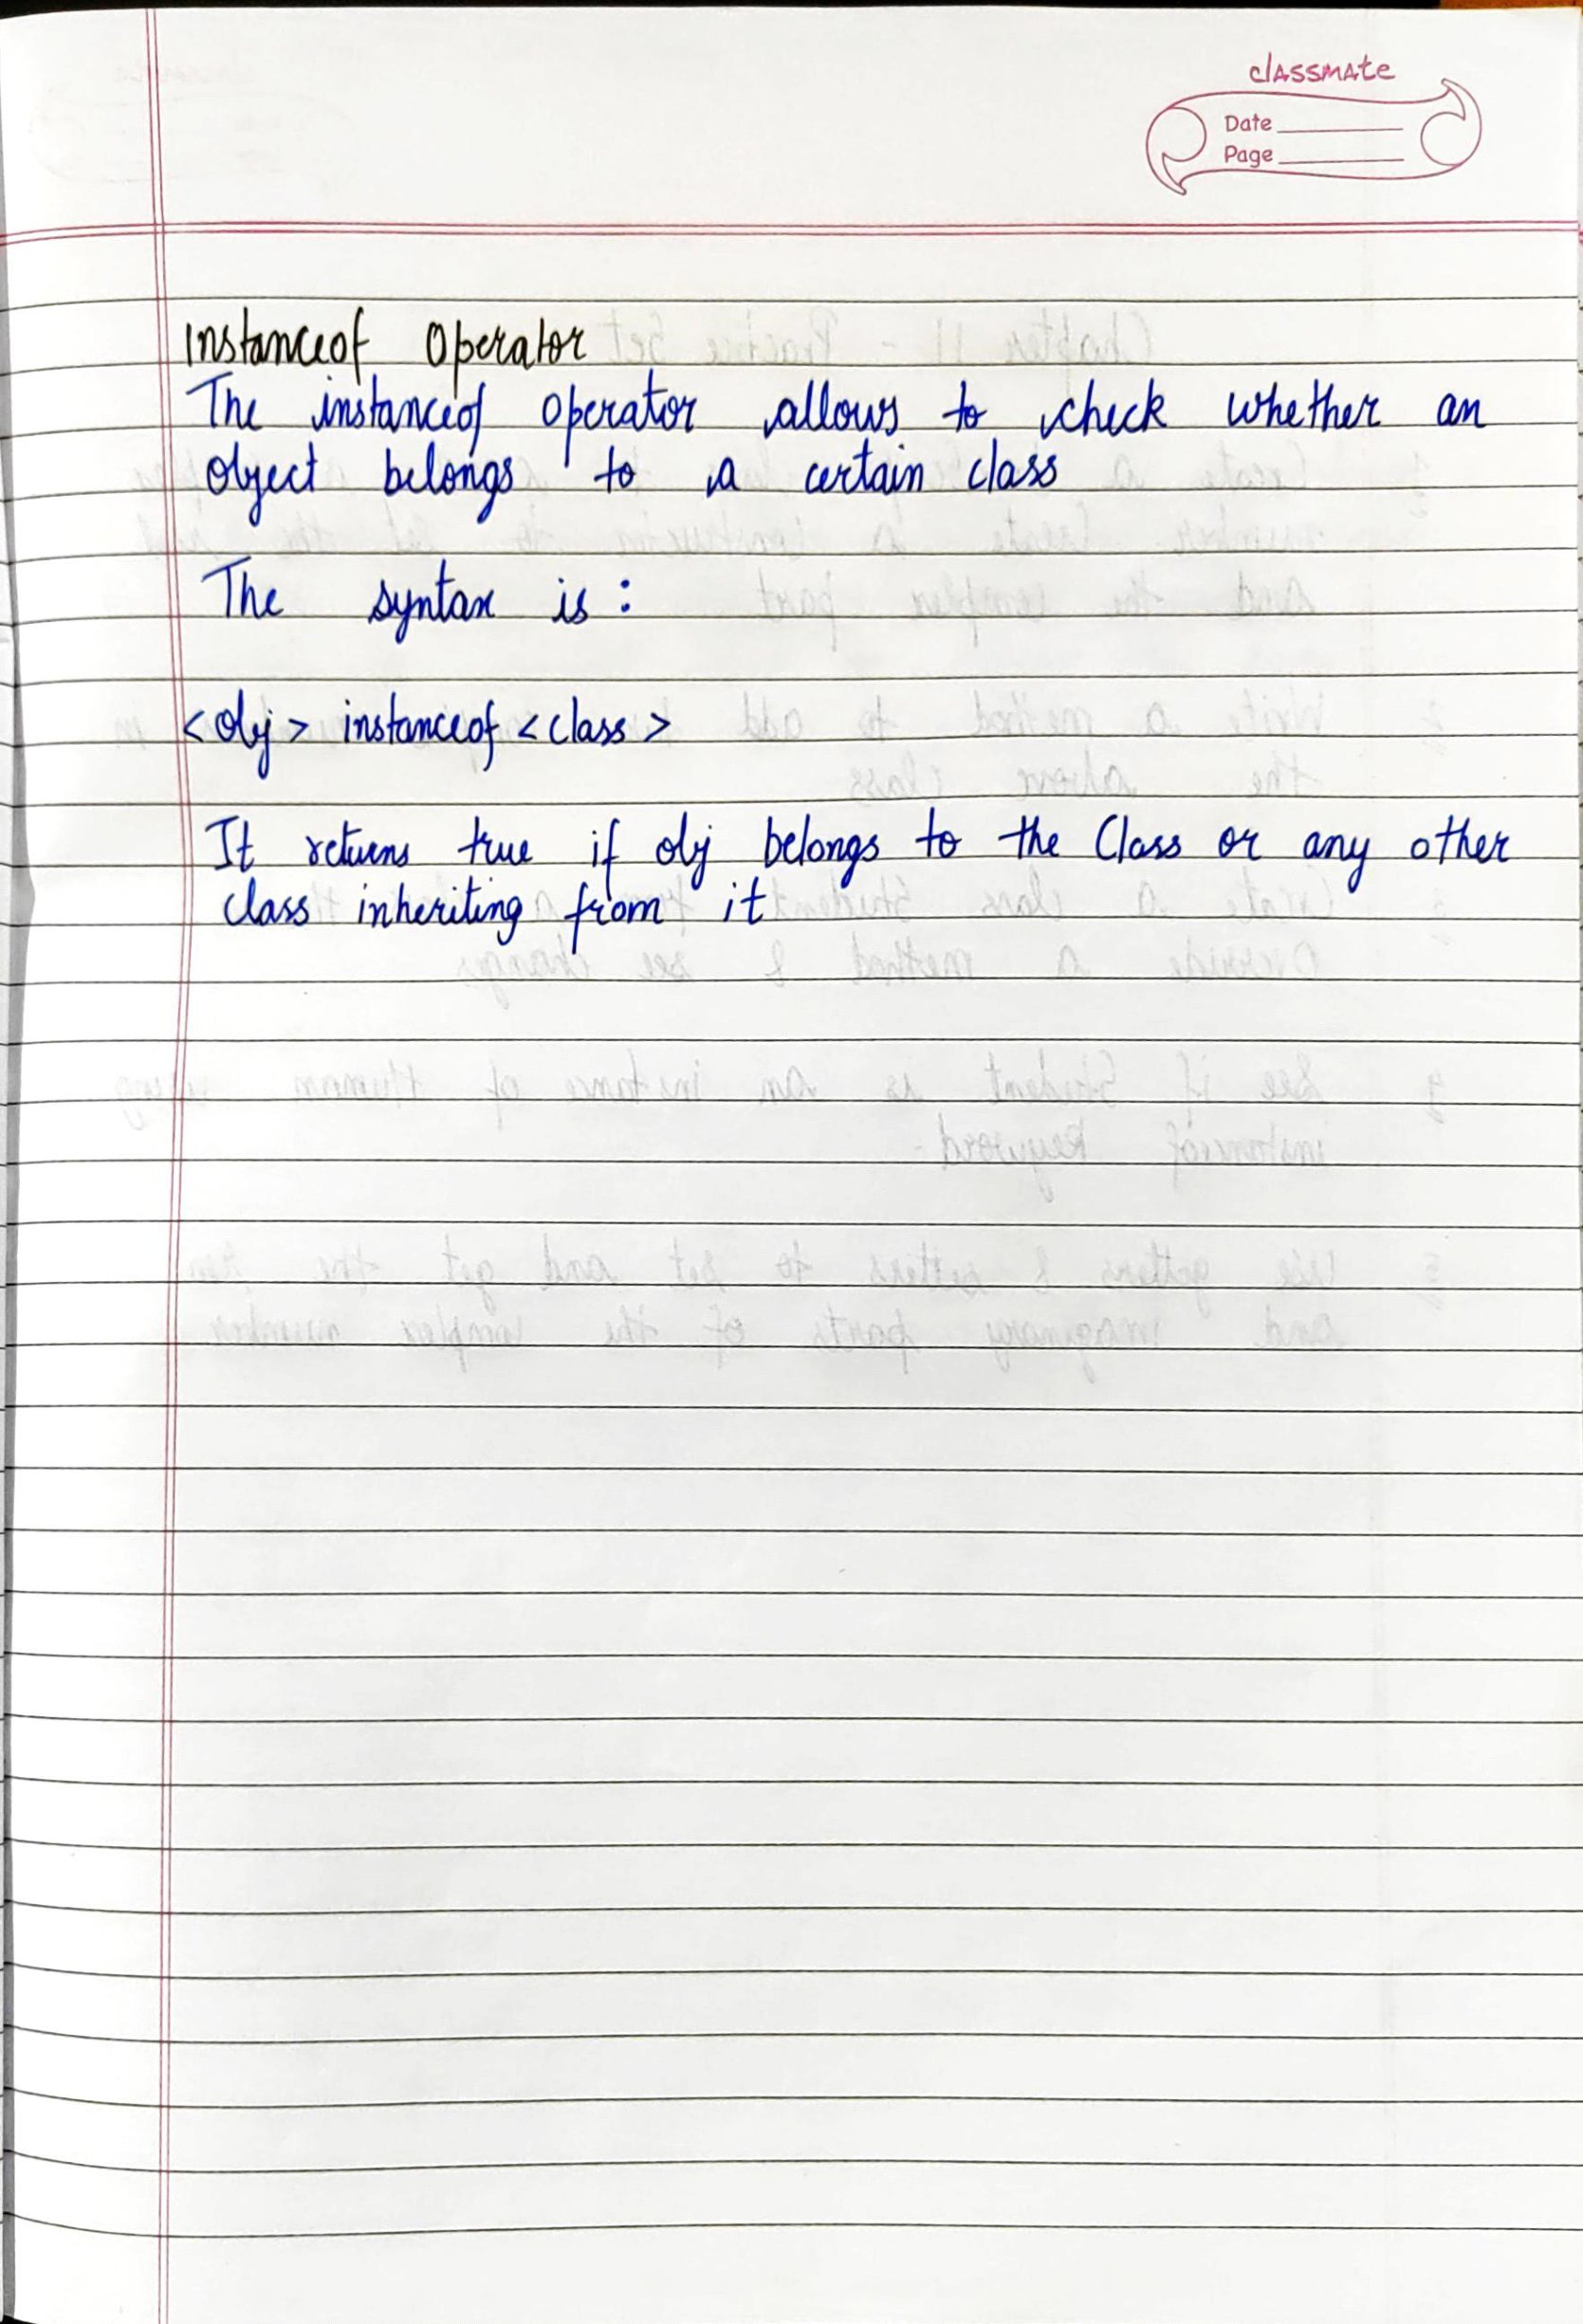 classmate
Date
Page
Instanceof Operator
The instanceof operator allows to check whether an
object belongs to a certain class
The syntax is :
<obj> instanceof <class>
It returns true if obj belongs to the Class or any other
class inheriting from it